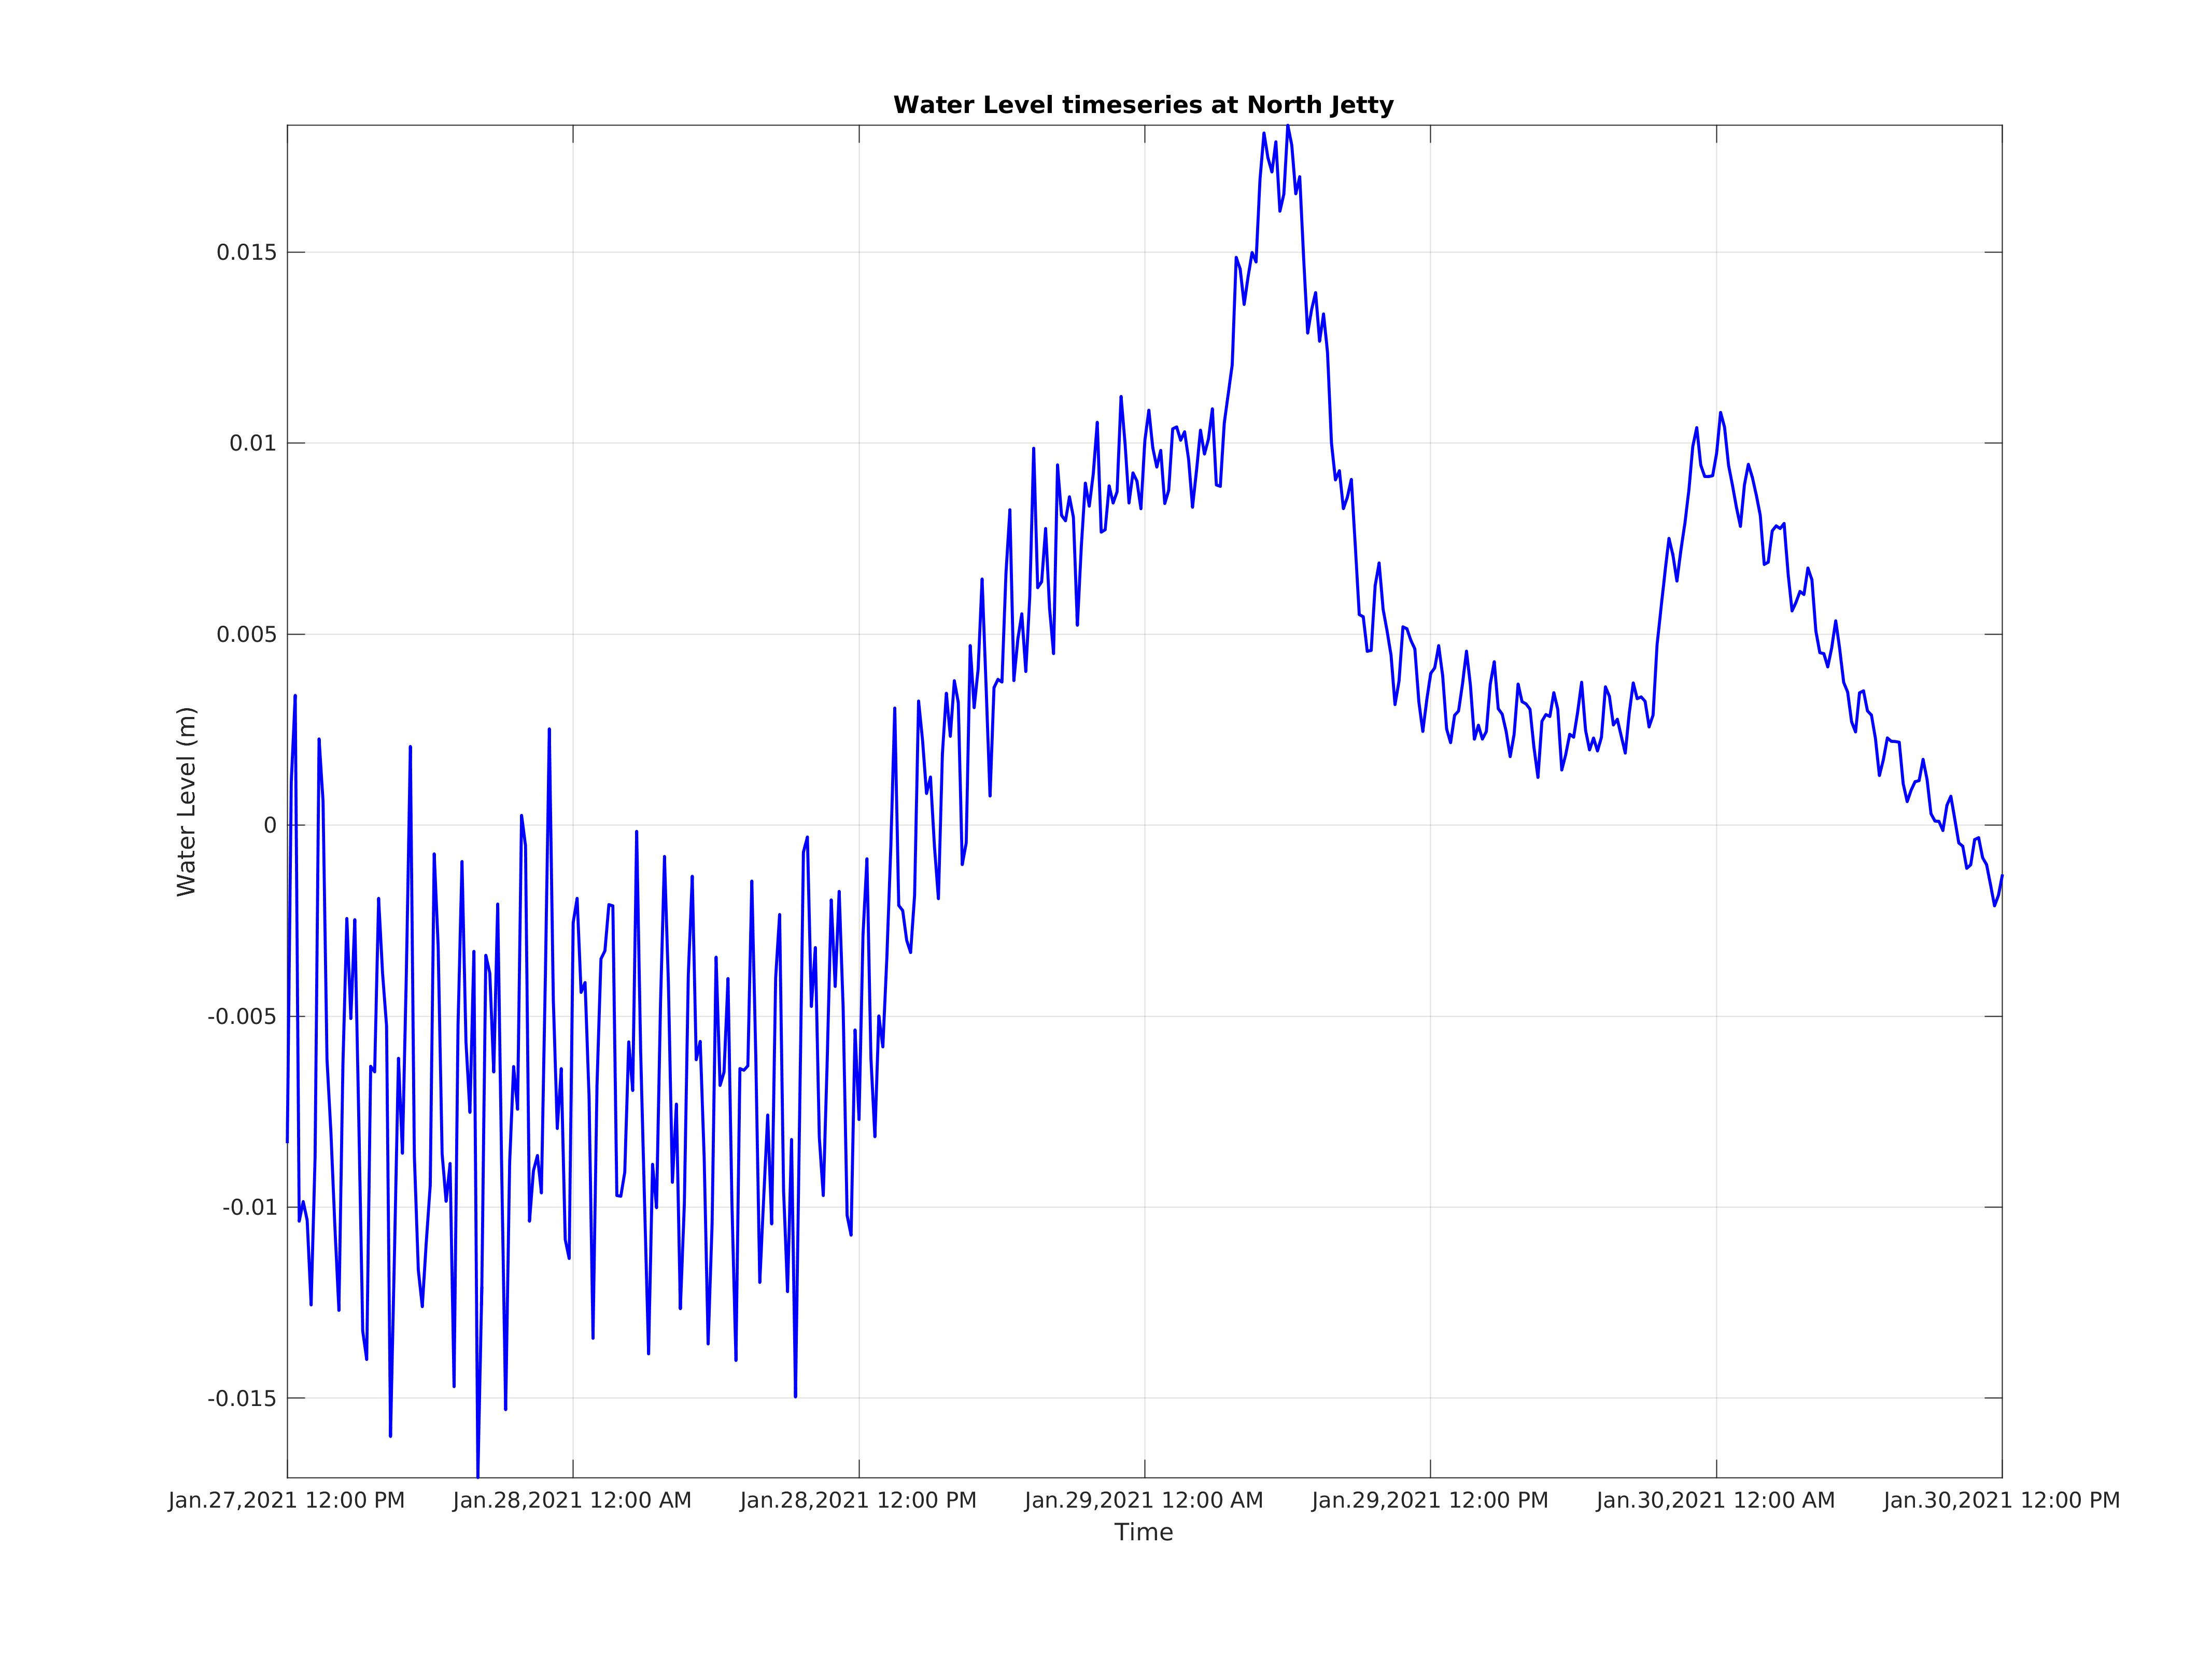 Water Level timeseries at North Jetty
0.015
0.01
0.005
0
-0.005
-0.01
-0.015
Water Level (m)
Jan.27,2021 12:00 PM
Jan.28,2021 12:00 AM
Jan.28,2021 12:00 PM
Jan.29,2021 12:00 AM
Jan.29,2021 12:00 PM
Jan.30,2021 12:00 AM
Jan.30,2021 12:00 PM
Time